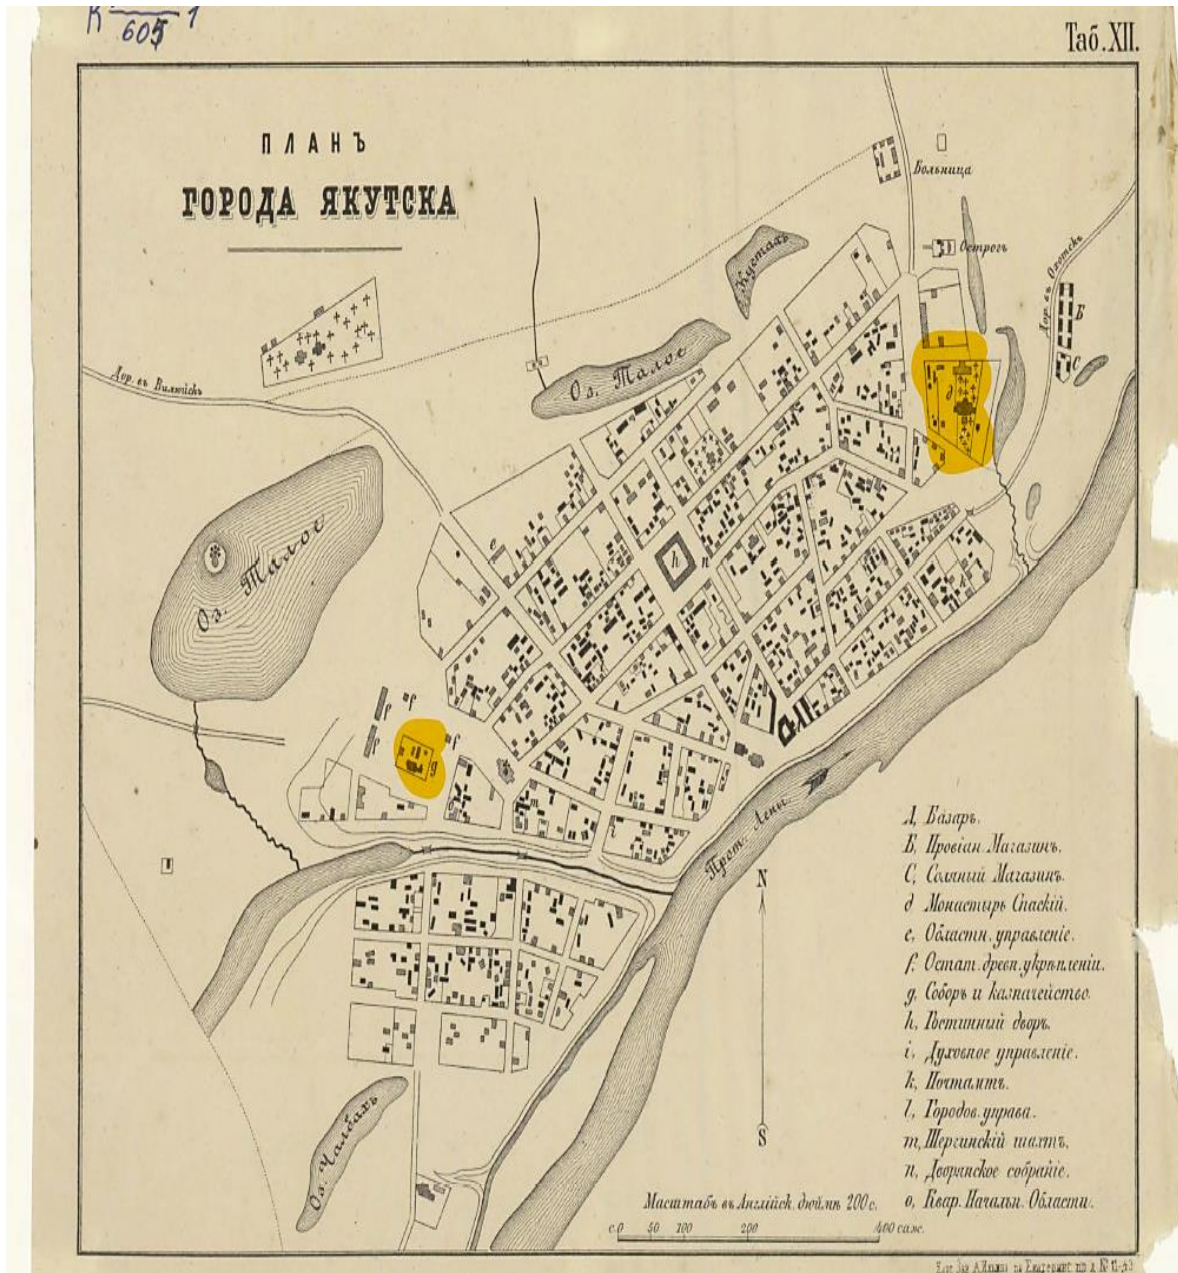 К 605 1
Таб. XII.
ПЛАНЪ
ГОРОДА ЯКУТСКА
Больница
Острогъ
Дор. въ Охотскъ
Б
С
Кустахъ
Оз. Талое
Дор. въ Вилюйскъ
д
Оз. Талое
e
h
n
f
f
f
f
g
m
Прот. Лены
N
S
Оз. Чалбахъ
А, Базаръ.
Б, Провіан. Магазинъ.
С, Соляный Магазинъ.
д Монастырь Спаскій.
е, Областн. управленіе.
f. Остат. древн. укрѣпленіи.
g. Соборъ и казначейство.
h, Гостинный дворъ.
i, Духовное управленіе.
k, Почтамтъ.
l, Городов. управа.
m, Шергинскій шахтъ.
n, Дворянское собраніе.
o, Квар. Начальн. Области.
Масштабъ въ Англійск. дюймѣ 200 с.
с. 0 50 100 200 400 саж.